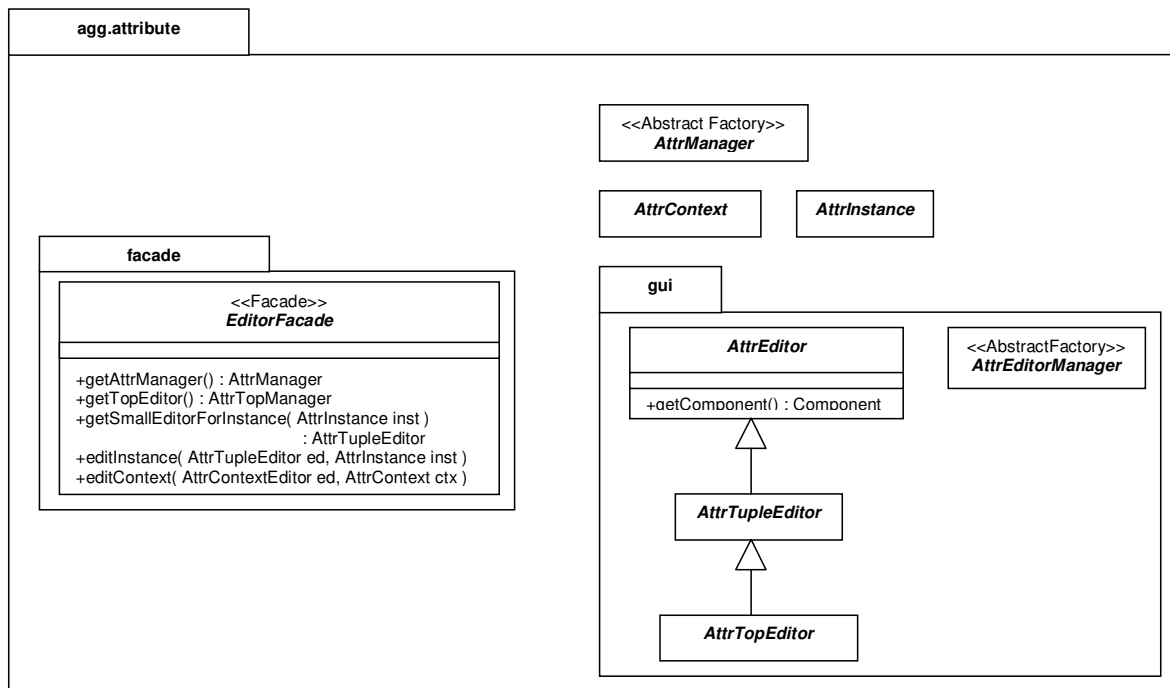 agg.attribute
<<Abstract Factory>>
AttrManager
AttrContext
AttrInstance
facade
<<Facade>>
EditorFacade
+getAttrManager() : AttrManager
+getTopEditor() : AttrTopManager
+getSmallEditorForInstance( AttrInstance inst )
: AttrTupleEditor
+editInstance( AttrTupleEditor ed, AttrInstance inst )
+editContext( AttrContextEditor ed, AttrContext ctx )
gui
AttrEditor
+getComponent() : Component
<<AbstractFactory>>
AttrEditorManager
AttrTupleEditor
AttrTopEditor